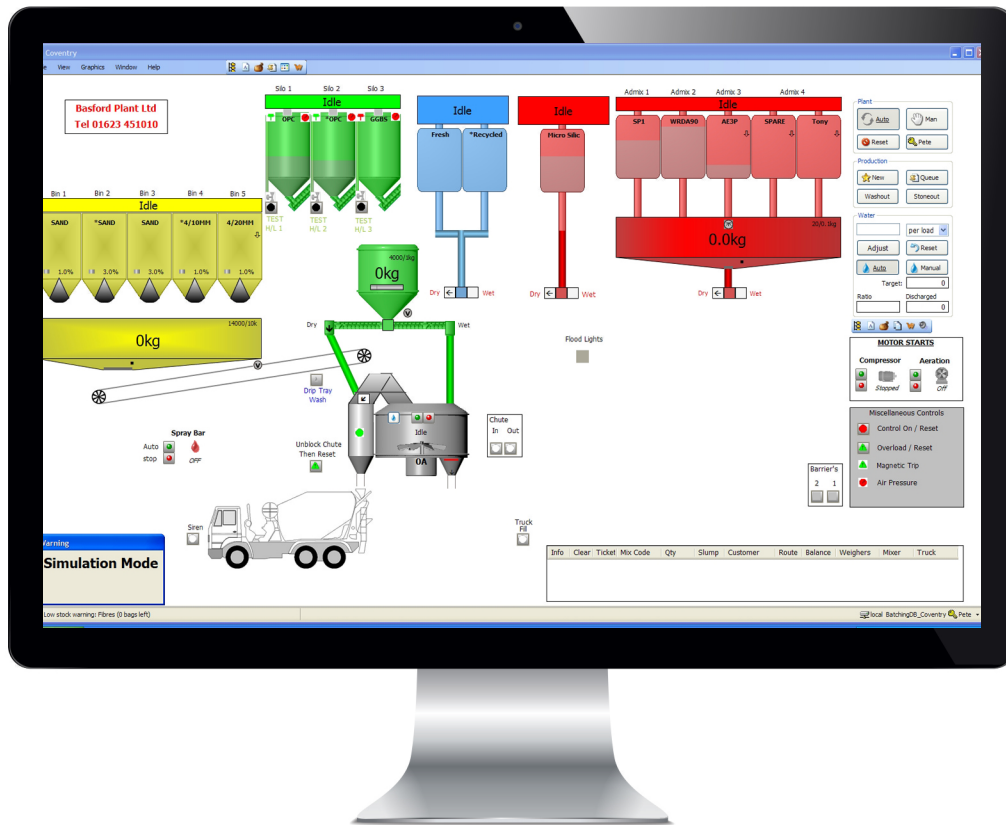 Coventry
View Graphics Window Help
Basford Plant Ltd
Tel 01623 451010
Silo 1 Silo 2 Silo 3
Idle
OPC *OPC GGBS
TEST TEST TEST
H/L 1 H/L 2 H/L 3
Idle
Fresh *Recycled
Dry Wet
Idle
Micro Silic
Dry Wet
Admix 1 Admix 2 Admix 3 Admix 4
Idle
SP1 WRDA90 AE3P SPARE Tony
20/0.1kg
0.0kg
Dry Wet
Bin 1 Bin 2 Bin 3 Bin 4 Bin 5
Idle
SAND *SAND SAND *4/10MM 4/20MM
1.0% 3.0% 3.0% 1.0% 1.0%
14000/10k
0kg
4000/1kg
0kg
Dry Wet
Drip Tray
Wash
Flood Lights
Spray Bar
Auto
stop
OFF
Unblock Chute
Then Reset
Idle
0A
Chute
In Out
Siren
Truck
Fill
Barrier's
2 1
Plant
Auto Man
Reset Pete
Production
New Queue
Washout Stoneout
Water
per load
Adjust Reset
Auto Manual
Target: 0
Ratio Discharged
0
MOTOR STARTS
Compressor Aeration
Stopped Off
Miscellaneous Controls
Control On / Reset
Overload / Reset
Magnetic Trip
Air Pressure
Info Clear Ticket Mix Code Qty Slump Customer Route Balance Weighers Mixer Truck
Simulation Mode
Low stock warning: Fibres (0 bags left)
local BatchingDB_Coventry Pete